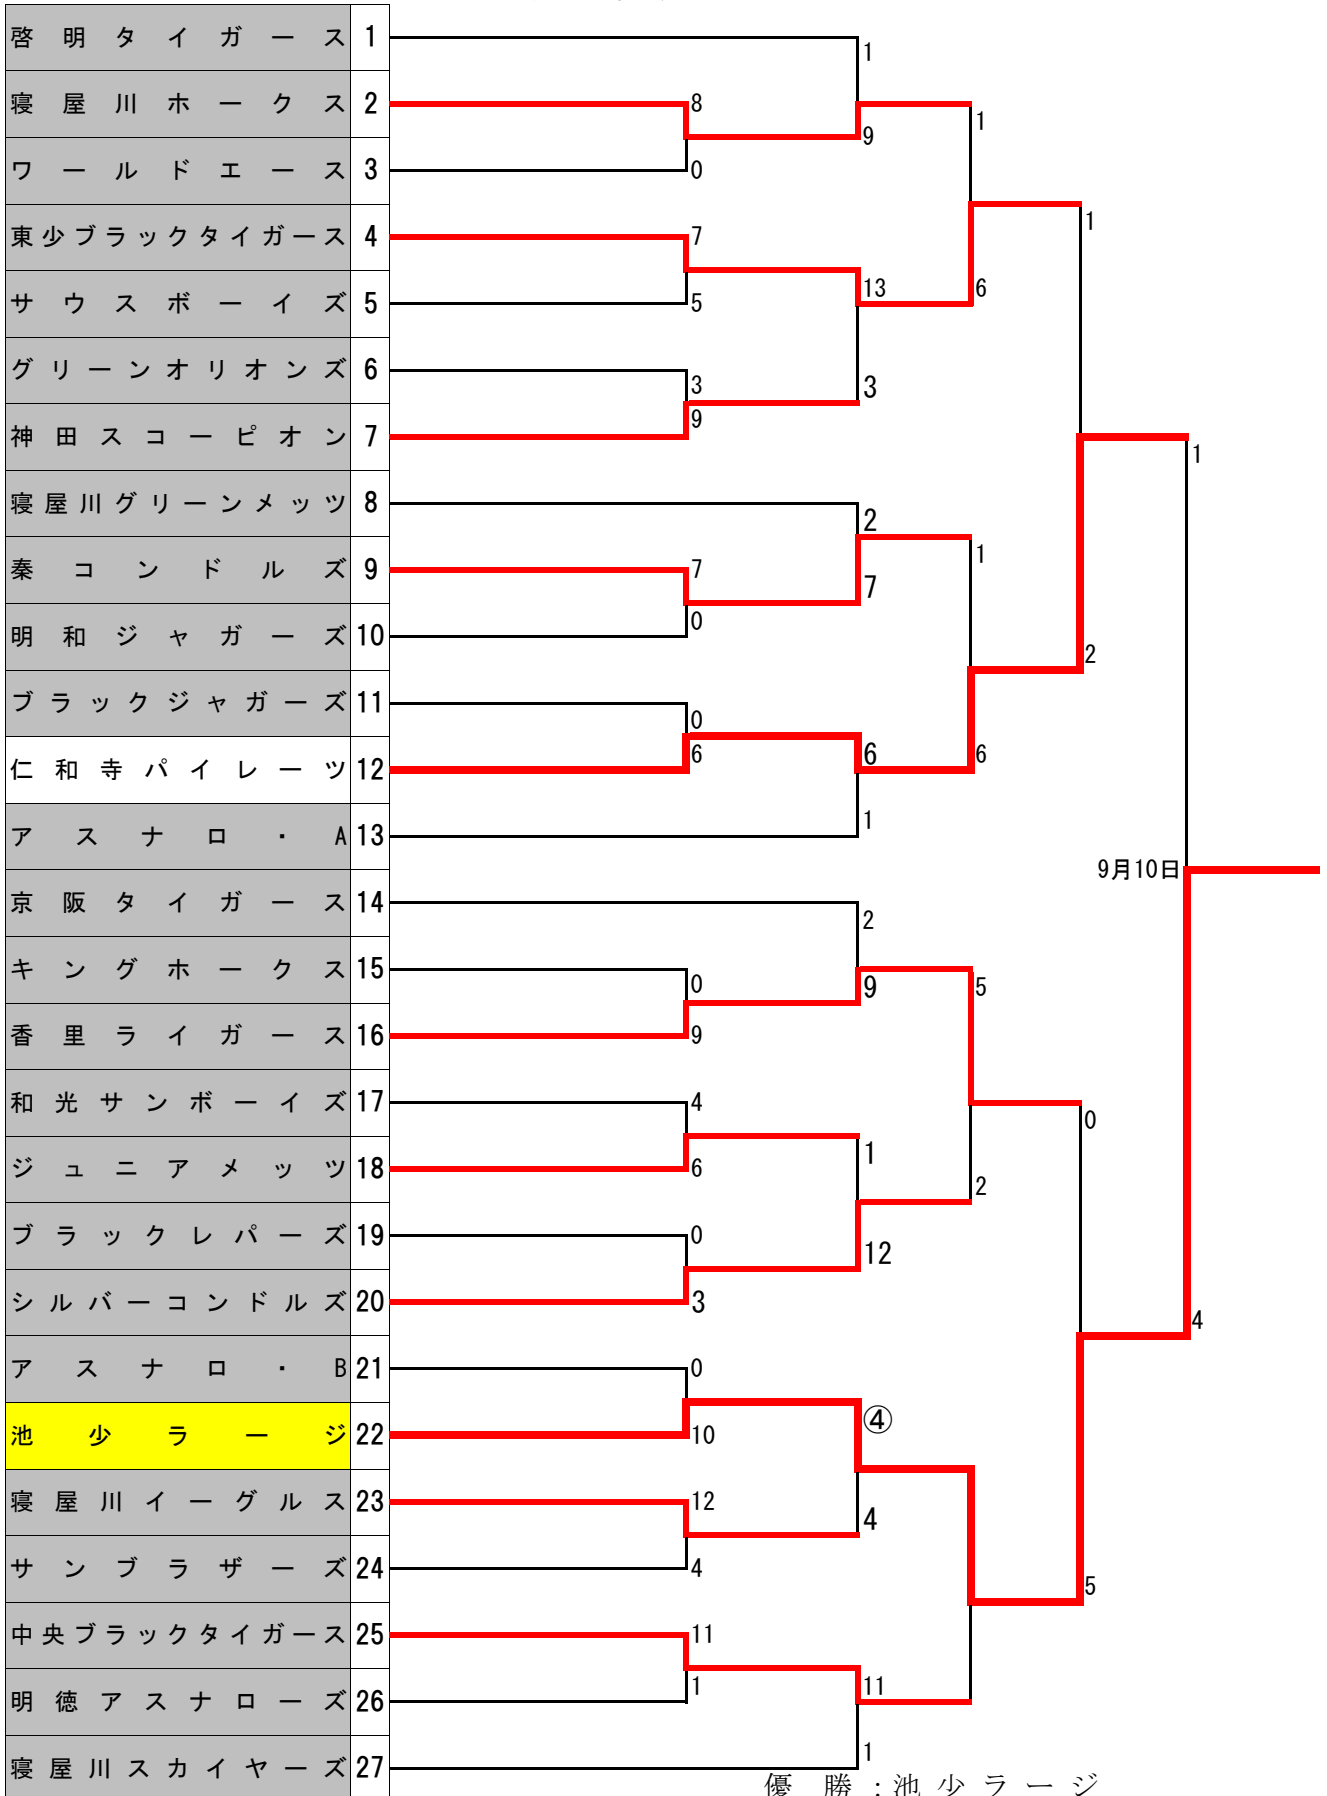 啓明タイガース 1
1
寝屋川ホークス 2
8
1
9
ワールドエース 3
0
東少ブラックタイガース 4
7
1
サウスボーイズ 5
5
13
6
グリーンオリオンズ 6
3
3
神田スコーピオン 7
9
1
寝屋川グリーンメッツ 8
2
秦コンドルズ 9
7
1
7
明和ジャガーズ 10
0
2
ブラックジャガーズ 11
0
仁和寺パイレーツ 12
6
6
6
アスナロ・A 13
1
9月10日
京阪タイガース 14
2
キングホークス 15
0
9
5
香里ライガース 16
9
和光サンボーイズ 17
4
0
ジュニアメッツ 18
6
1
2
ブラックレパーズ 19
0
12
シルバーコンドルズ 20
3
4
アスナロ・B 21
0
池少ラージ 22
10
④
寝屋川イーグルス 23
12
4
サンブラザーズ 24
4
5
中央ブラックタイガース 25
11
明徳アスナローズ 26
1
11
寝屋川スカイヤーズ 27
1
優勝:池少ラージ